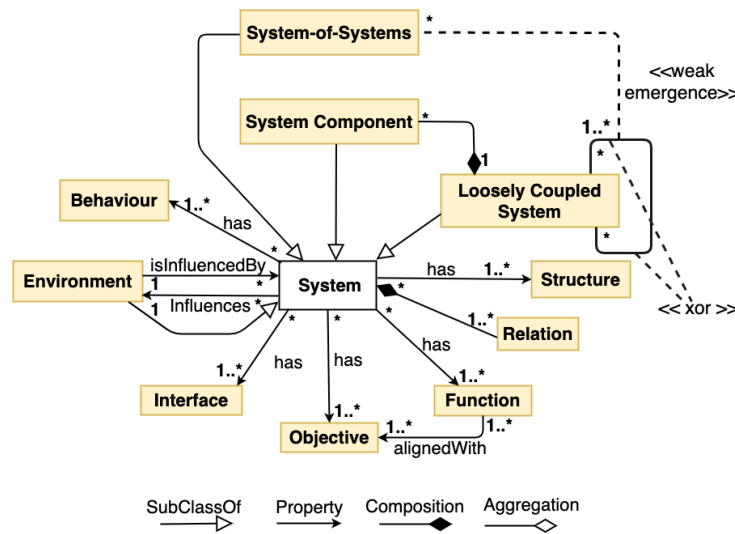 System-of-Systems
*
<<weak
emergence>>
System Component
*
1..*
1
*
Loosely Coupled
System
Behaviour
1..*
has
*
*
isInfluencedBy
Environment
System
has
1..*
Structure
1
*
Influences
*
1
*
<< xor >>
*
*
*
1..*
Relation
has
has
has
1..*
1..*
Interface
Function
1..*
1..*
1..*
Objective
alignedWith
SubClassOf
Property
Composition
Aggregation